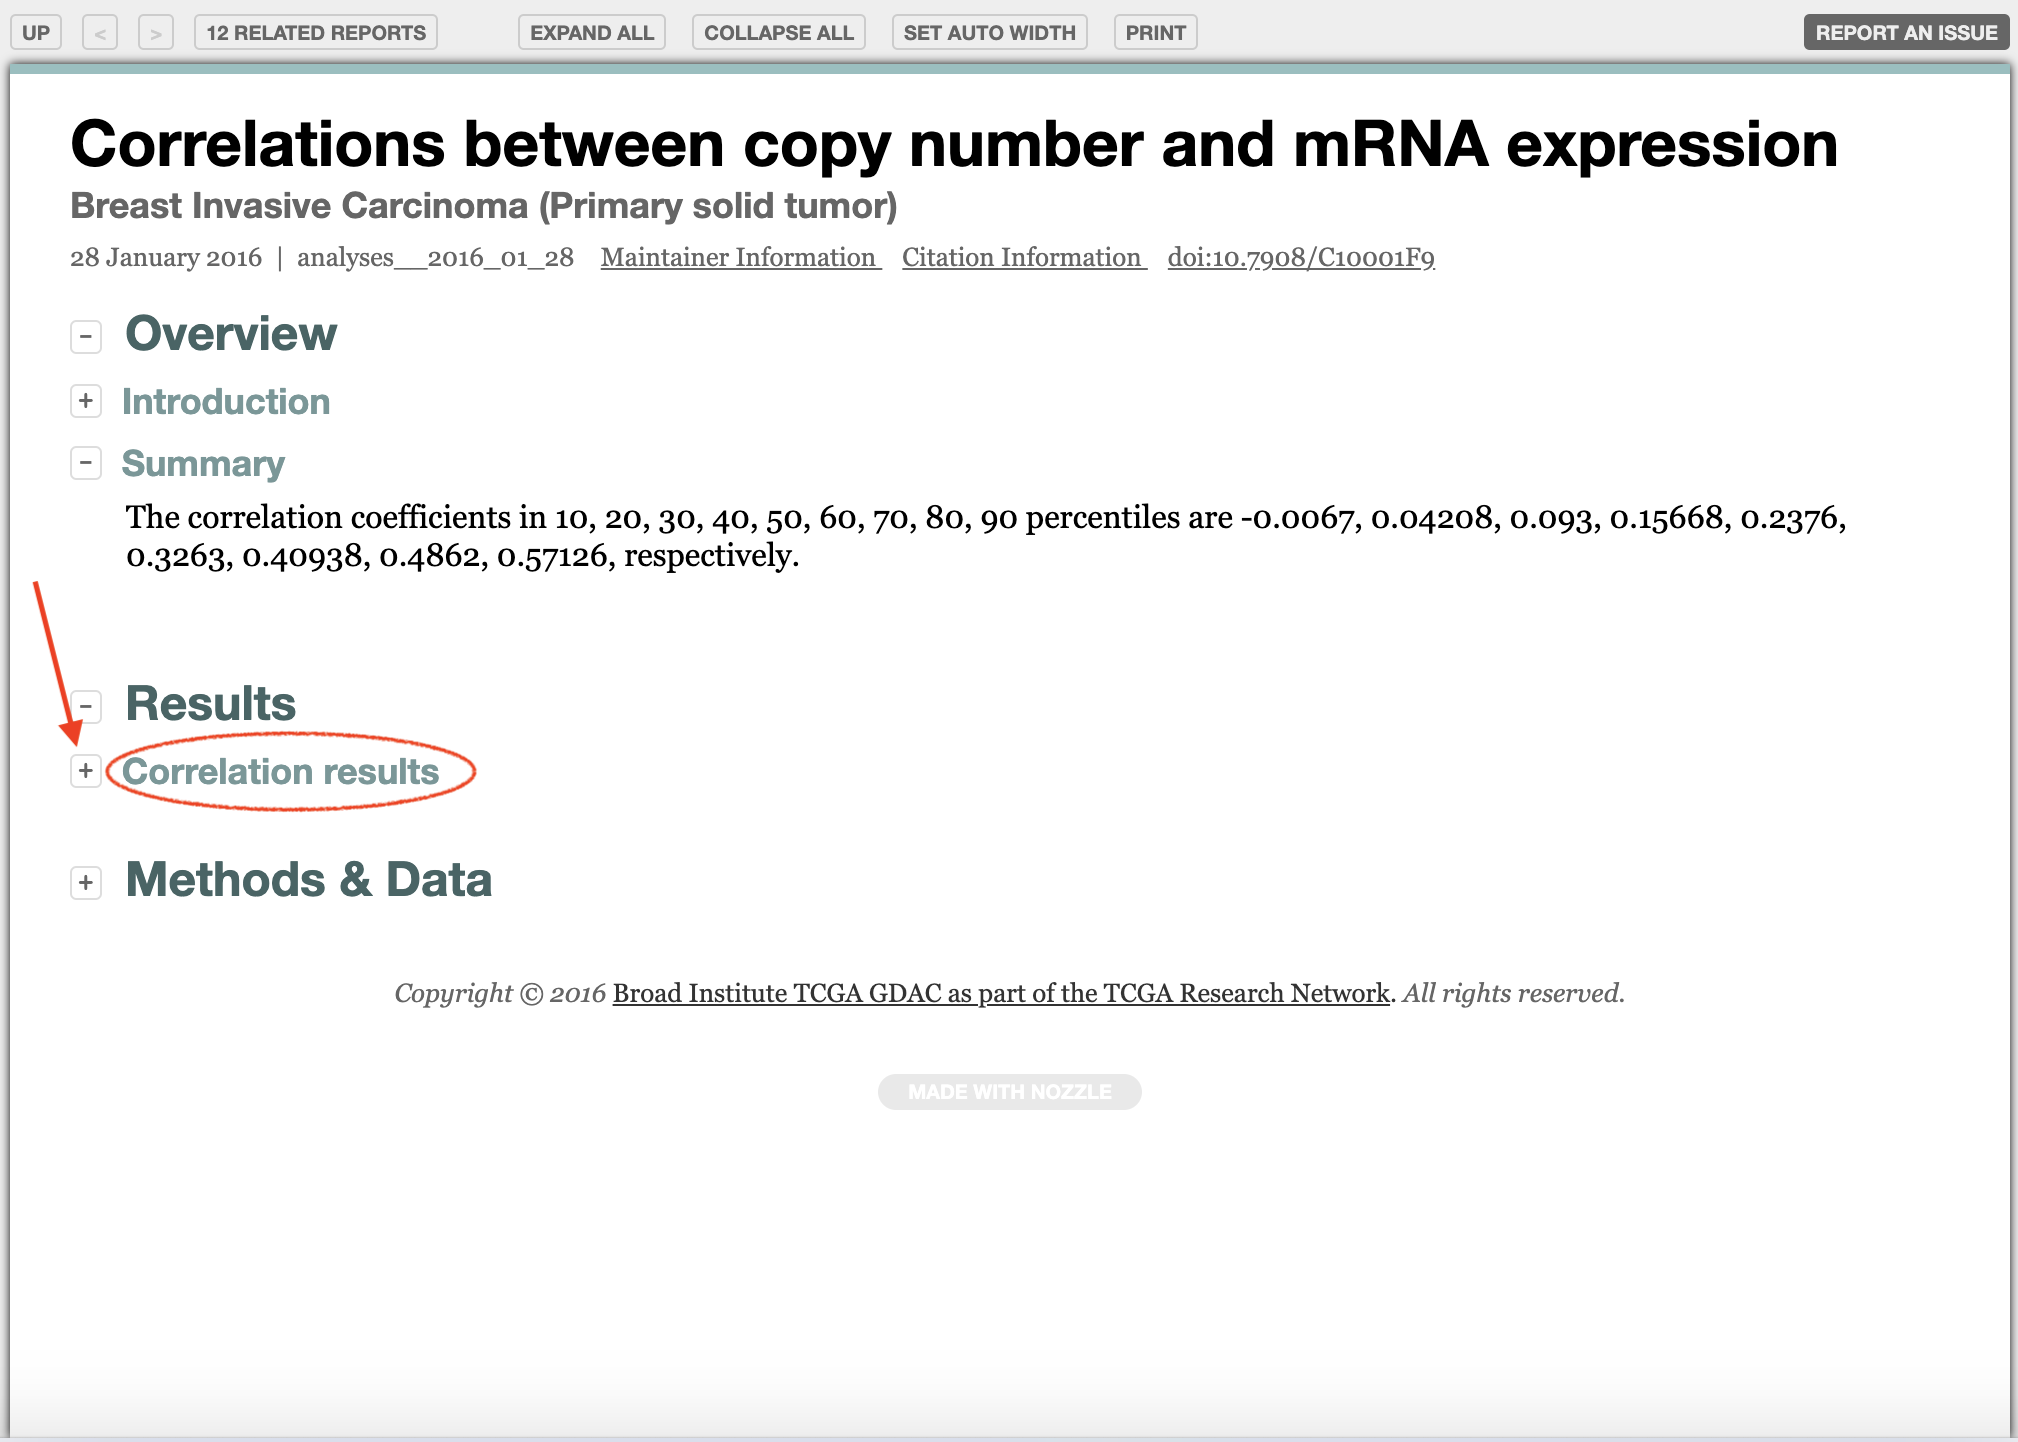 UP < > 12 RELATED REPORTS EXPAND ALL COLLAPSE ALL SET AUTO WIDTH PRINT REPORT AN ISSUE
Correlations between copy number and mRNA expression
Breast Invasive Carcinoma (Primary solid tumor)
28 January 2016 | analyses__2016_01_28 Maintainer Information Citation Information doi:10.7908/C10001F9
- Overview
+ Introduction
- Summary
The correlation coefficients in 10, 20, 30, 40, 50, 60, 70, 80, 90 percentiles are -0.0067, 0.04208, 0.093, 0.15668, 0.2376,
0.3263, 0.40938, 0.4862, 0.57126, respectively.
- Results
+ Correlation results
+ Methods & Data
Copyright © 2016 Broad Institute TCGA GDAC as part of the TCGA Research Network. All rights reserved.
MADE WITH NOZZLE